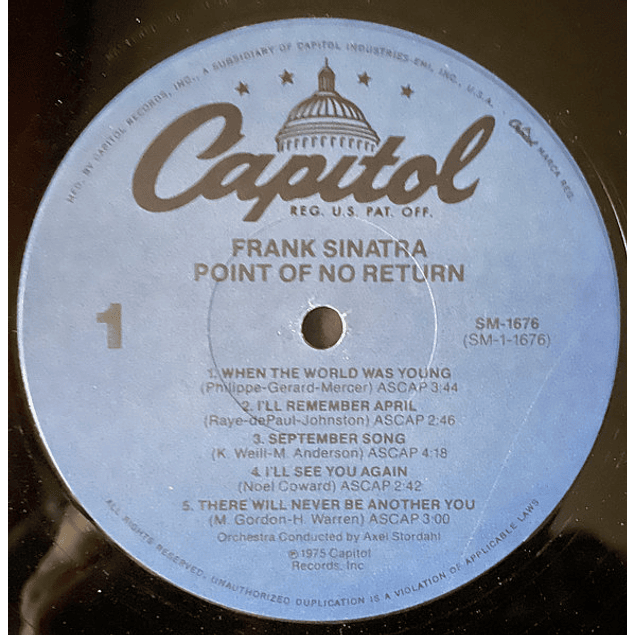 MFD. BY CAPITOL RECORDS, INC., A SUBSIDIARY OF CAPITOL INDUSTRIES-EMI, INC., U.S.A.
Capitol MARCA REG.
Capitol
REG. U.S. PAT. OFF.
FRANK SINATRA
POINT OF NO RETURN
1
SM-1676
(SM-1-1676)
1. WHEN THE WORLD WAS YOUNG
(Philippe-Gerard-Mercer) ASCAP 3:44
2. I'LL REMEMBER APRIL
(Raye-dePaul-Johnston) ASCAP 2:46
3. SEPTEMBER SONG
(K. Weill-M. Anderson) ASCAP 4:18
4. I'LL SEE YOU AGAIN
(Noel Coward) ASCAP 2:42
5. THERE WILL NEVER BE ANOTHER YOU
(M. Gordon-H. Warren) ASCAP 3:00
Orchestra Conducted by Axel Stordahl
℗1975 Capitol
Records, Inc
ALL RIGHTS RESERVED. UNAUTHORIZED DUPLICATION IS A VIOLATION OF APPLICABLE LAWS